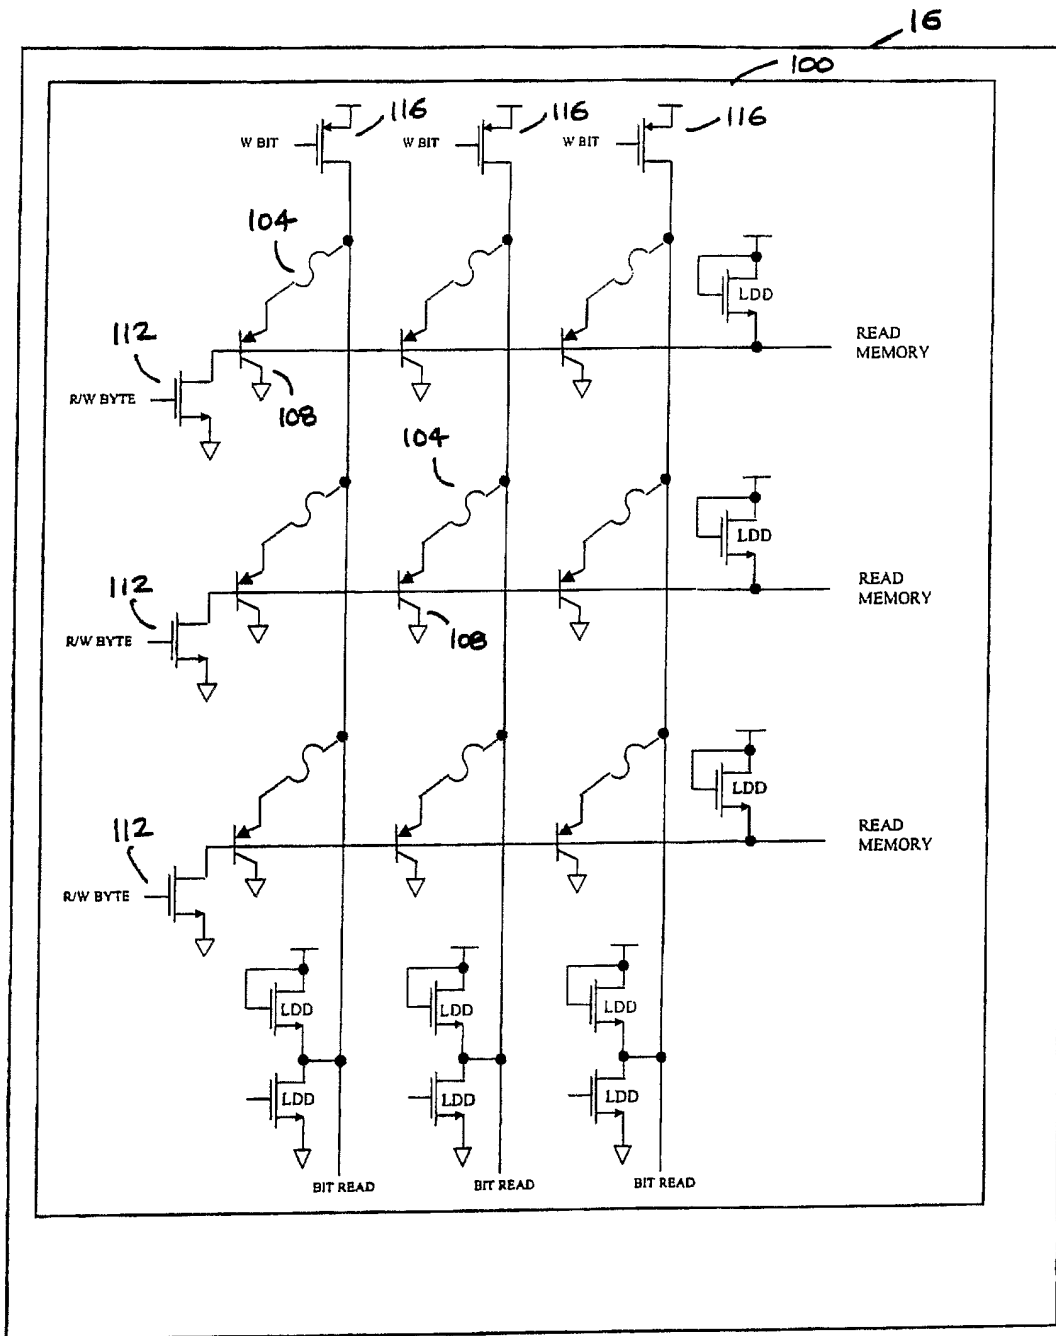 16
100
116
116
116
W BIT
W BIT
W BIT
104
LDD
112
READ
MEMORY
R/W BYTE
108
104
LDD
112
READ
MEMORY
R/W BYTE
108
LDD
112
READ
MEMORY
R/W BYTE
LDD
LDD
LDD
LDD
LDD
LDD
BIT READ
BIT READ
BIT READ